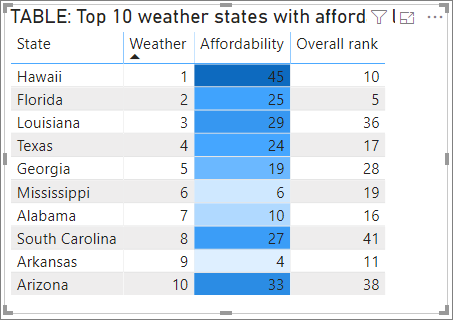 TABLE: Top 10 weather states with afford
State Weather Affordability Overall rank
Hawaii 1 45 10
Florida 2 25 5
Louisiana 3 29 36
Texas 4 24 17
Georgia 5 19 28
Mississippi 6 6 19
Alabama 7 10 16
South Carolina 8 27 41
Arkansas 9 4 11
Arizona 10 33 38